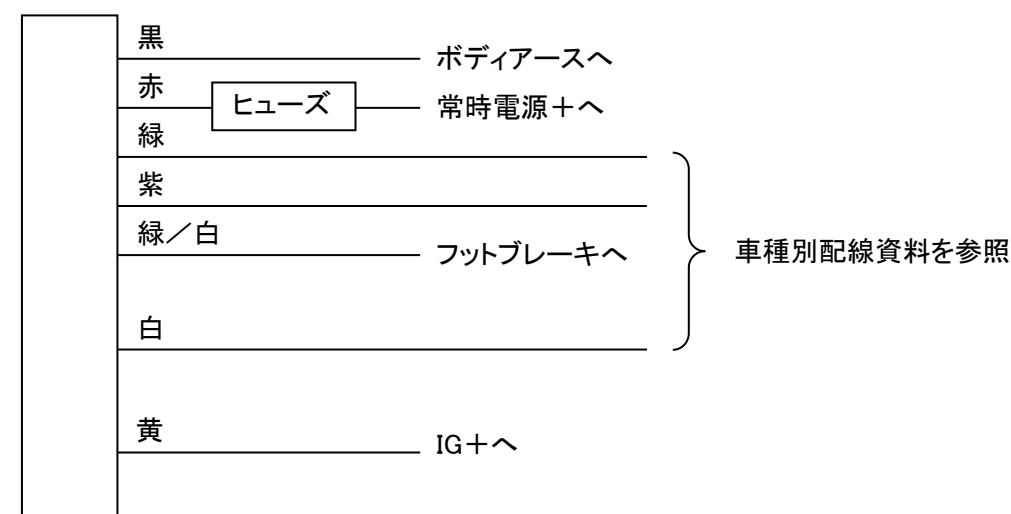 黒
ボディアースへ
赤
ヒューズ
常時電源＋へ
緑
紫
緑／白
フットブレーキへ
車種別配線資料を参照
白
黄
IG＋へ